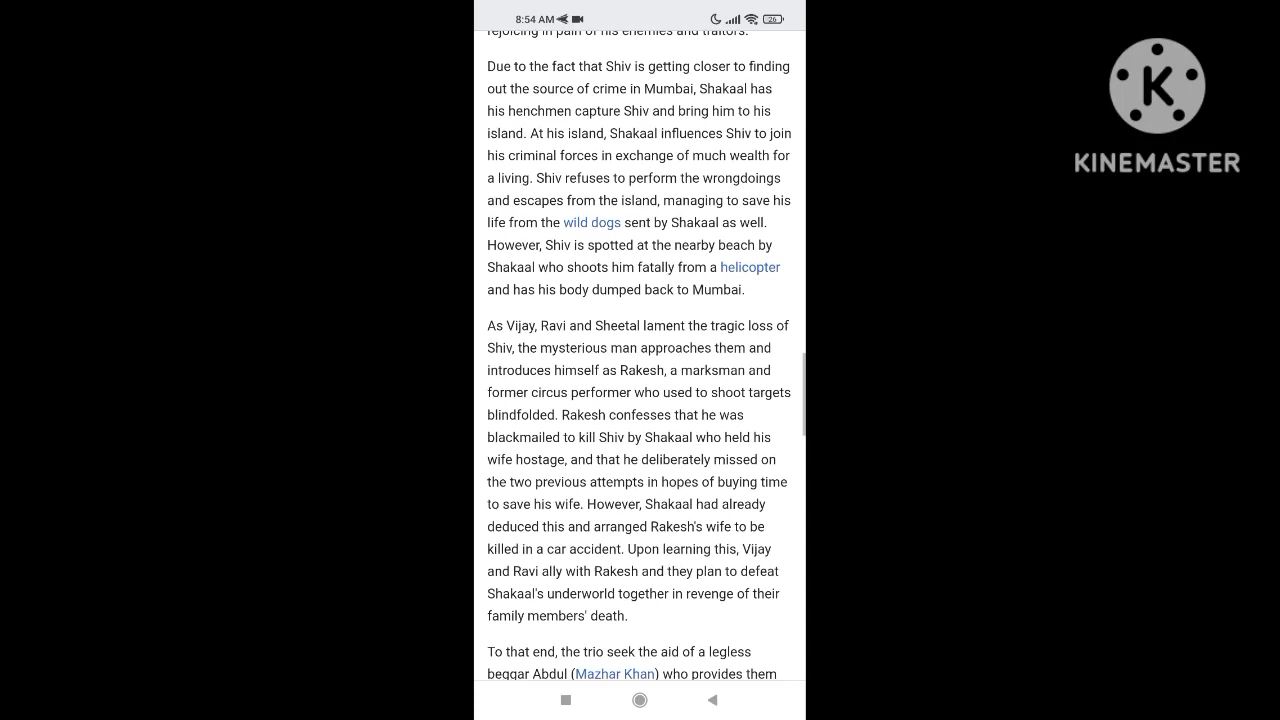 8:54 AM
26
rejoicing in pain of his enemies and traitors.
Due to the fact that Shiv is getting closer to finding
out the source of crime in Mumbai, Shakaal has
his henchmen capture Shiv and bring him to his
island. At his island, Shakaal influences Shiv to join
his criminal forces in exchange of much wealth for
a living. Shiv refuses to perform the wrongdoings
and escapes from the island, managing to save his
life from the wild dogs sent by Shakaal as well.
However, Shiv is spotted at the nearby beach by
Shakaal who shoots him fatally from a helicopter
and has his body dumped back to Mumbai.
As Vijay, Ravi and Sheetal lament the tragic loss of
Shiv, the mysterious man approaches them and
introduces himself as Rakesh, a marksman and
former circus performer who used to shoot targets
blindfolded. Rakesh confesses that he was
blackmailed to kill Shiv by Shakaal who held his
wife hostage, and that he deliberately missed on
the two previous attempts in hopes of buying time
to save his wife. However, Shakaal had already
deduced this and arranged Rakesh's wife to be
killed in a car accident. Upon learning this, Vijay
and Ravi ally with Rakesh and they plan to defeat
Shakaal's underworld together in revenge of their
family members' death.
To that end, the trio seek the aid of a legless
beggar Abdul (Mazhar Khan) who provides them
K
KINEMASTER